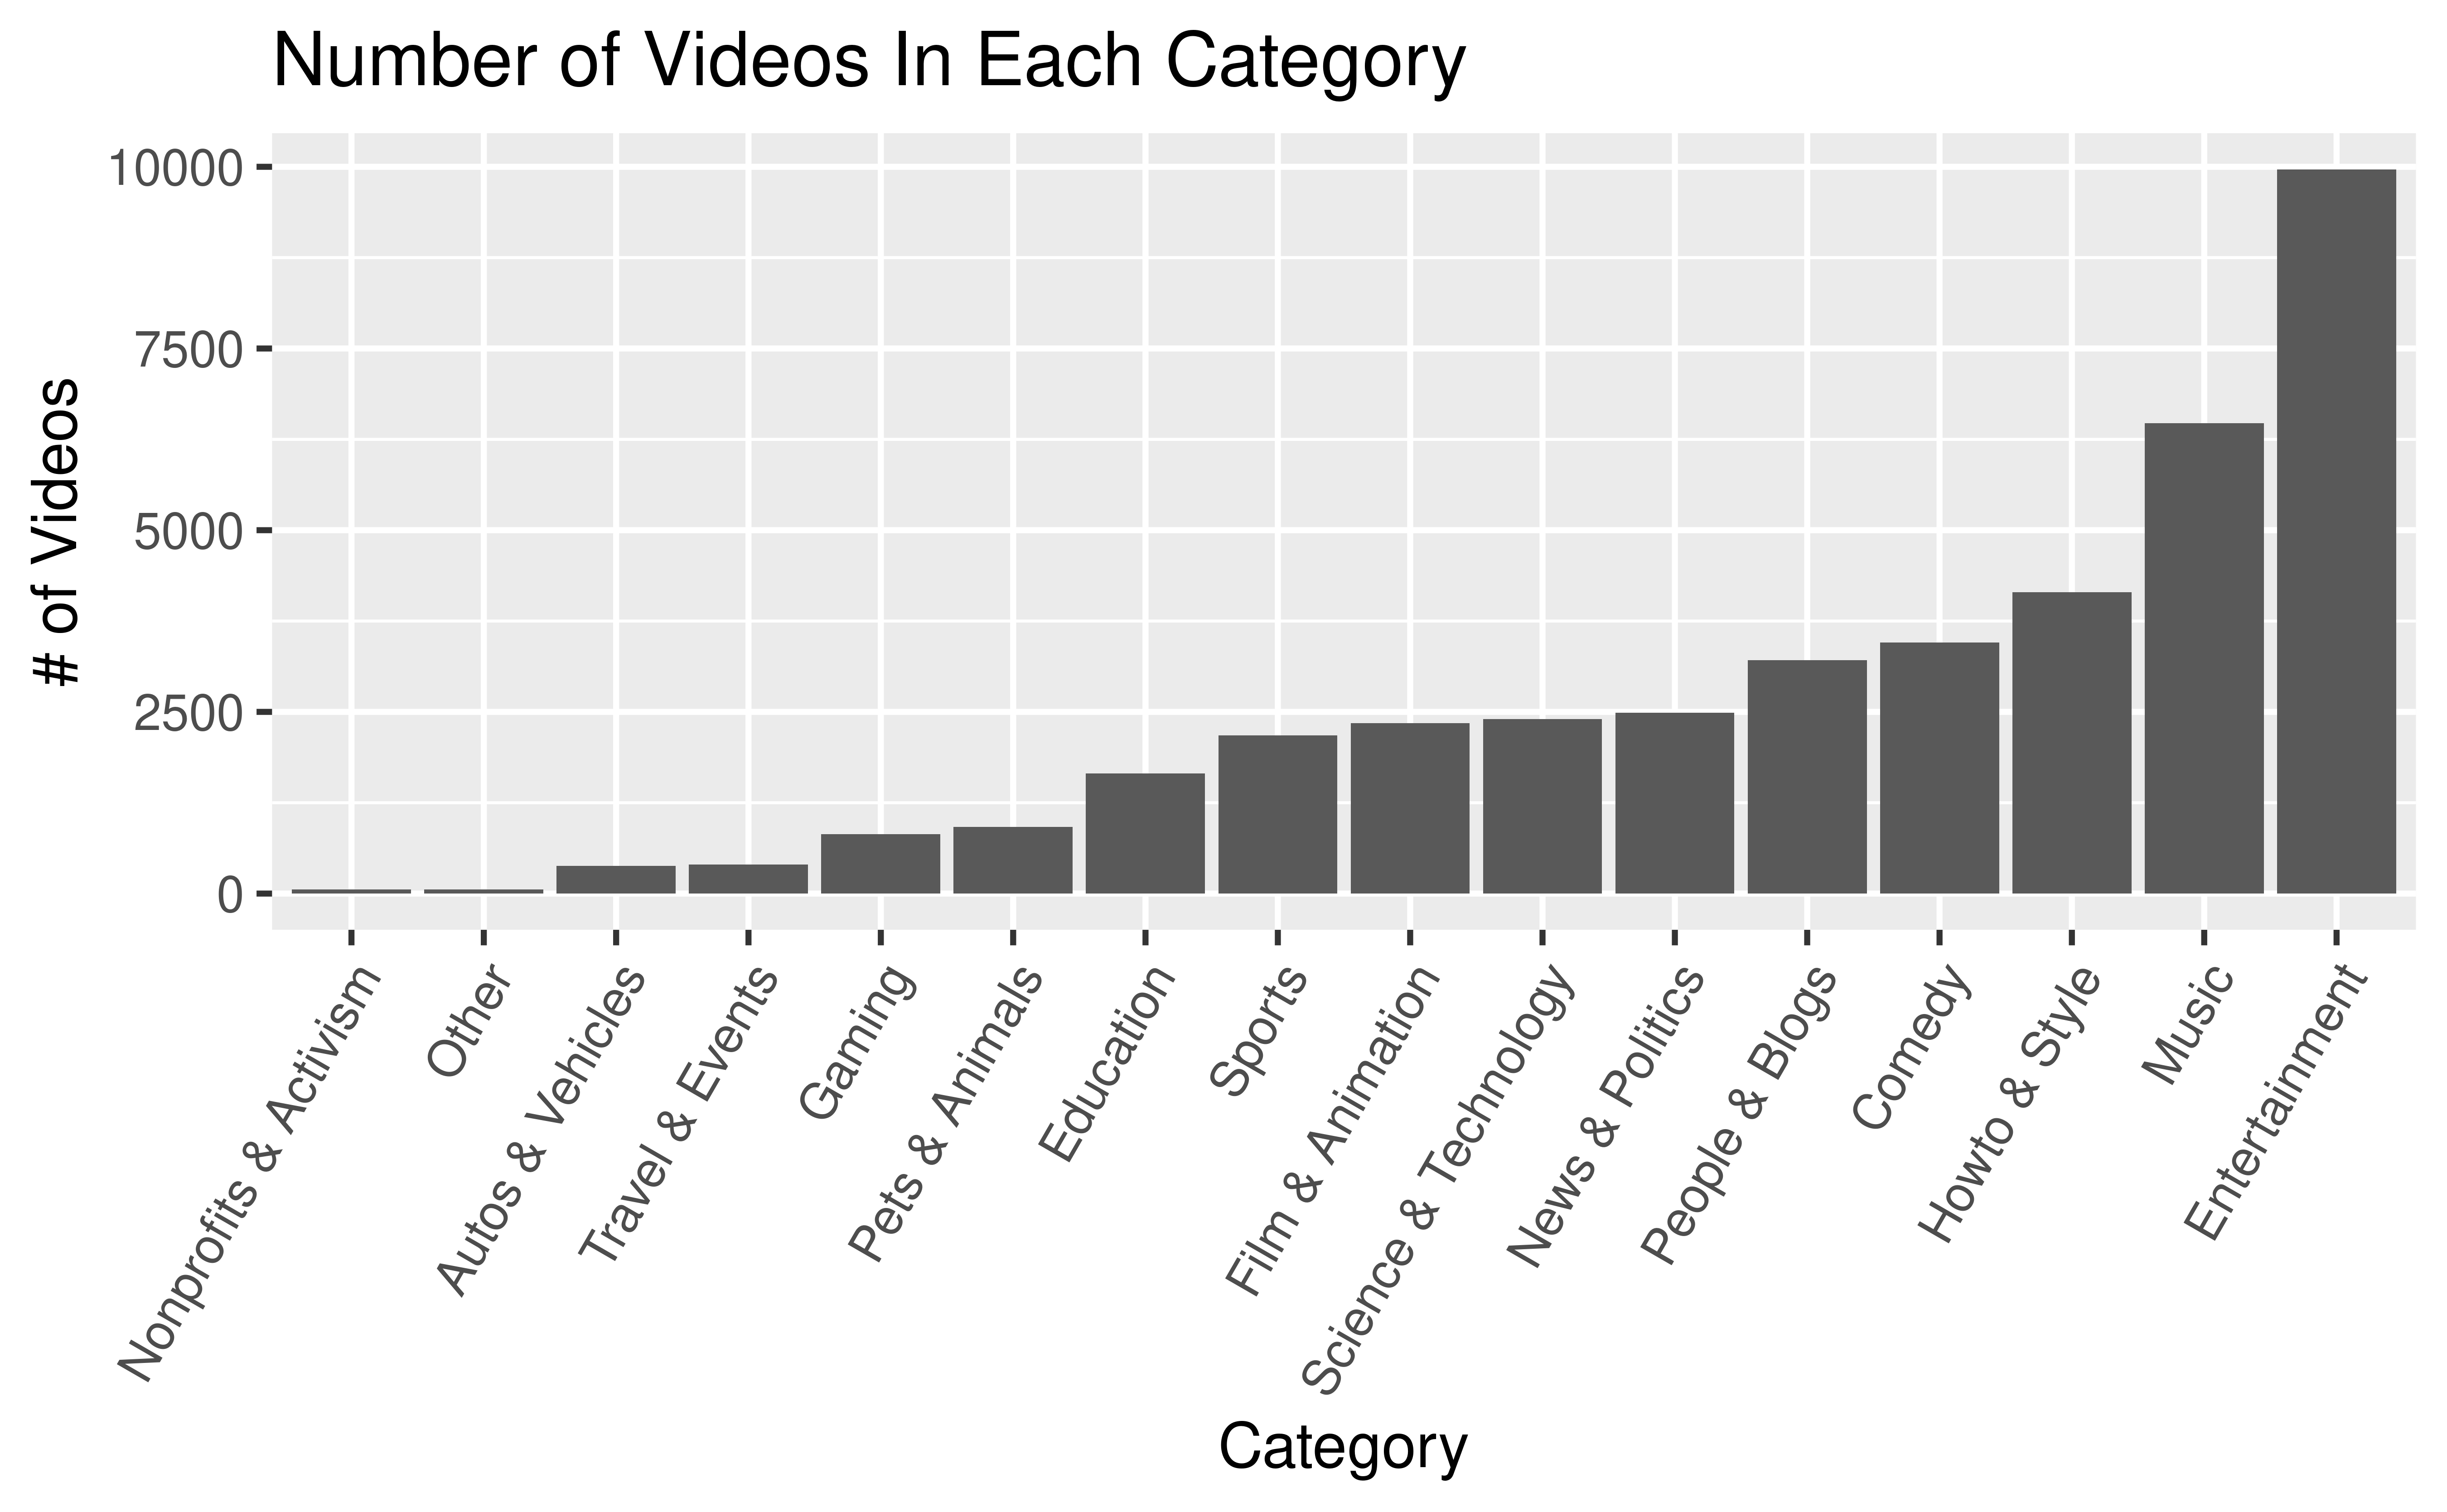 Number of Videos In Each Category
# of Videos
10000
7500
5000
2500
0
Nonprofits & Activism
Other
Autos & Vehicles
Travel & Events
Gaming
Pets & Animals
Education
Sports
Film & Animation
Science & Technology
News & Politics
People & Blogs
Comedy
Howto & Style
Music
Entertainment
Category